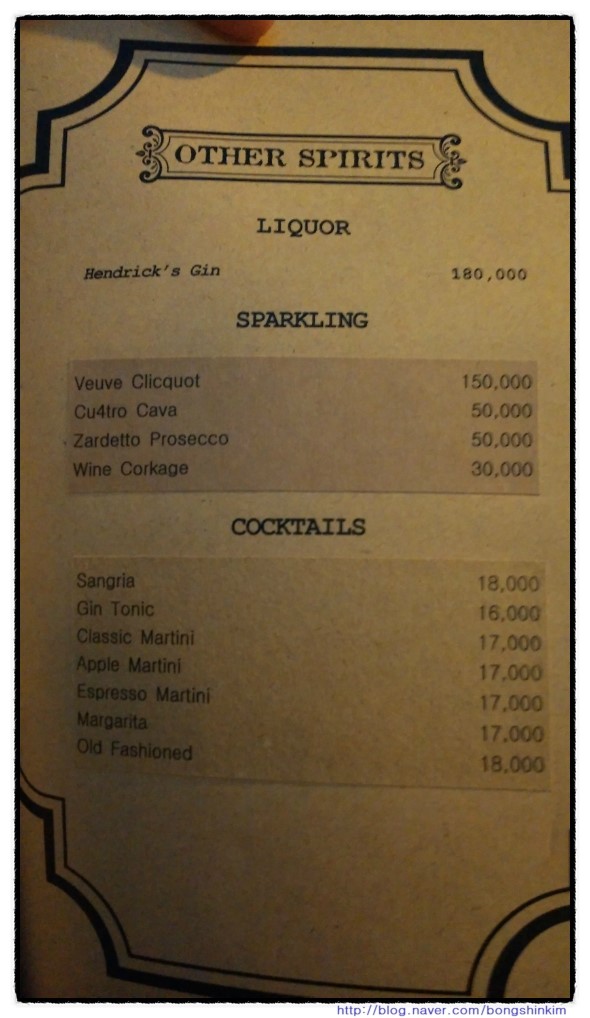 OTHER SPIRITS
LIQUOR
Hendrick's Gin 180,000
SPARKLING
Veuve Clicquot 150,000
Cu4tro Cava 50,000
Zardetto Prosecco 50,000
Wine Corkage 30,000
COCKTAILS
Sangria 18,000
Gin Tonic 16,000
Classic Martini 17,000
Apple Martini 17,000
Espresso Martini 17,000
Margarita 17,000
Old Fashioned 18,000
http://blog.naver.com/bongshinkim